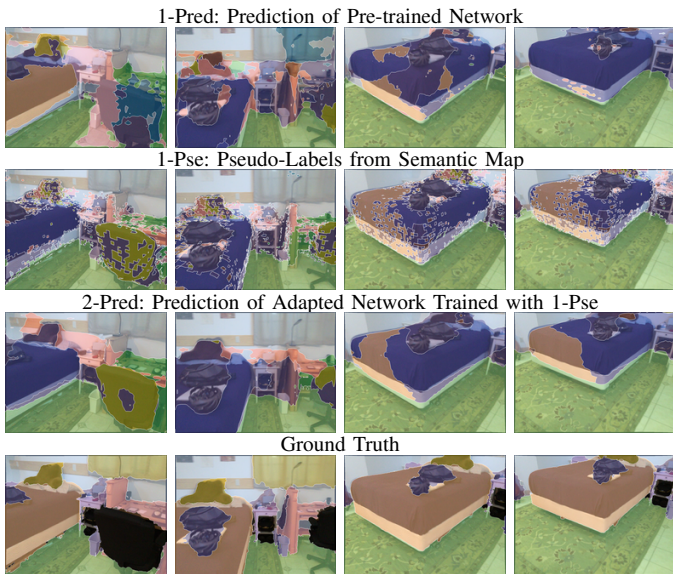 1-Pred: Prediction of Pre-trained Network
1-Pse: Pseudo-Labels from Semantic Map
2-Pred: Prediction of Adapted Network Trained with 1-Pse
Ground Truth